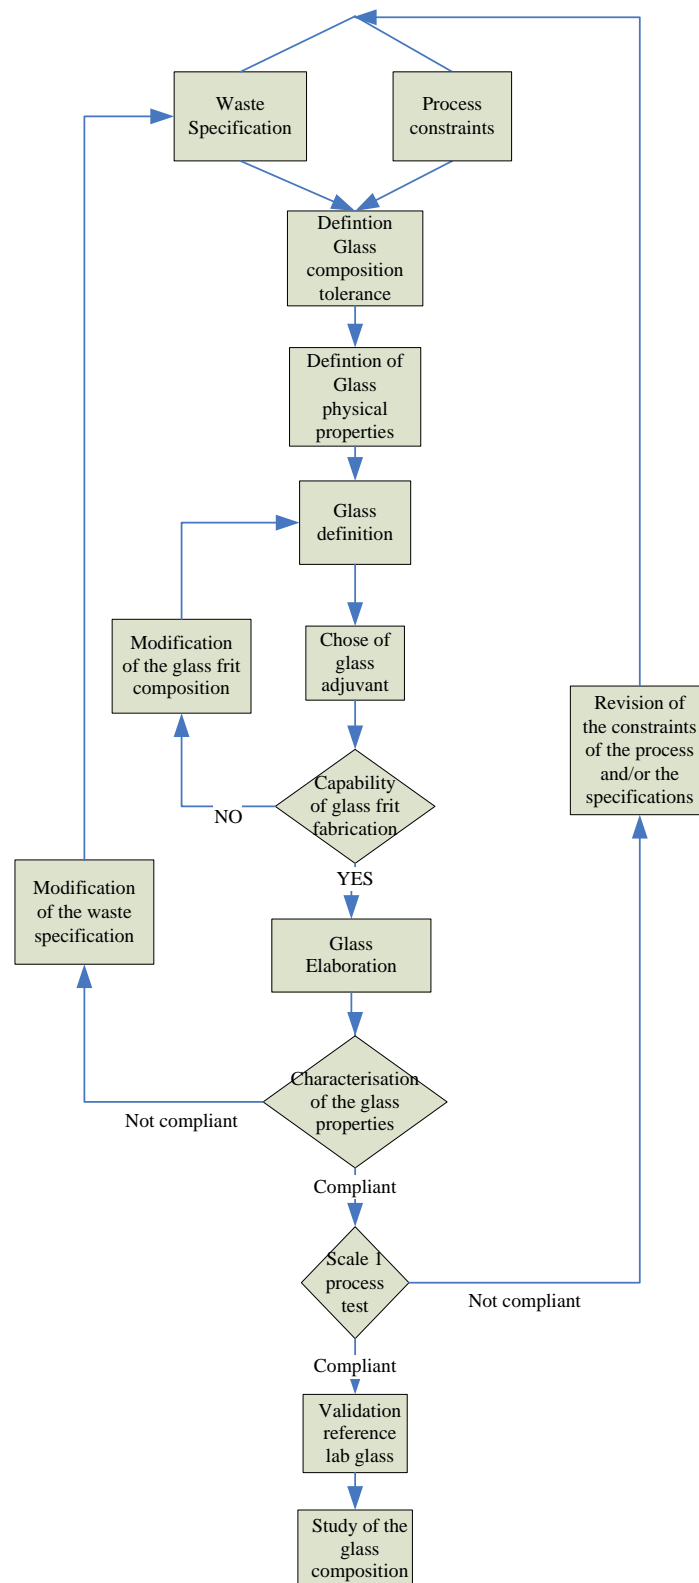 Waste
Specification
Process
constraints
Defintion
Glass
composition
tolerance
Defintion of
Glass
physical
properties
Glass
definition
Modification
of the glass frit
composition
Chose of
glass
adjuvant
Revision of
the constraints
of the process
and/or the
specifications
Capability
of glass frit
fabrication
NO
YES
Modification
of the waste
specification
Glass
Elaboration
Characterisation
of the glass
properties
Not compliant
Compliant
Scale 1
process
test
Not compliant
Compliant
Validation
reference
lab glass
Study of the
glass
composition